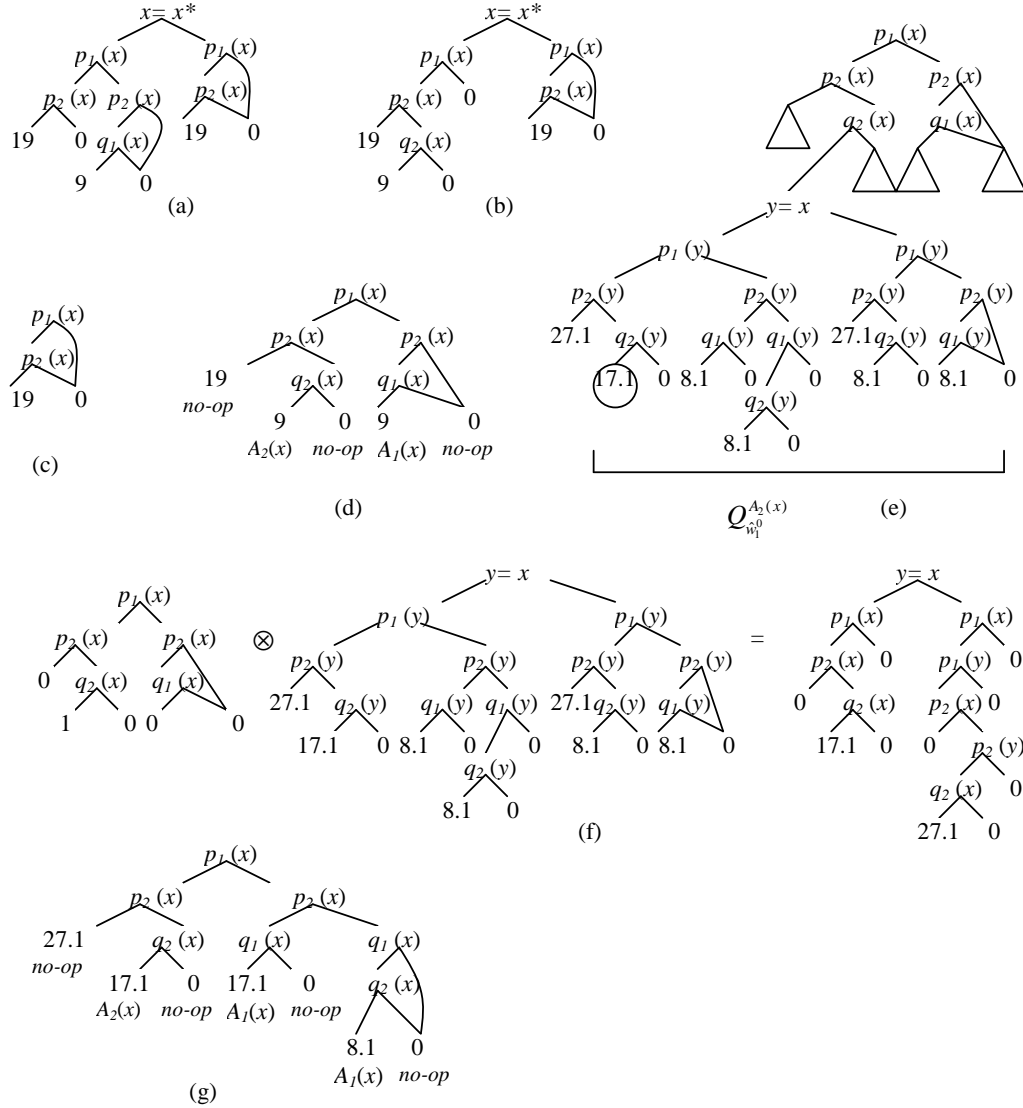 x= x*
p1 (x) p1 (x)
p2 (x) p2 (x) p2 (x)
19 0 q1 (x) 19 0
9 0
(a)
x= x*
p1 (x) p1 (x)
p2 (x) 0 p2 (x)
19 q2 (x) 19 0
9 0
(b)
p1 (x)
p2 (x)
19 0
(c)
p1 (x)
p2 (x) p2 (x)
19 q2 (x) q1 (x)
no-op 9 0 9 0
A2(x) no-op A1(x) no-op
(d)
p1 (x)
p2 (x) p2 (x)
q2 (x) q1 (x)
y= x
p1 (y) p1 (y)
p2 (y) p2 (y) p2 (y) p2 (y)
27.1 q2 (y) q1 (y) q1 (y) 27.1 q2 (y) q1 (y)
17.1 0 8.1 0 0 8.1 0 8.1 0
q2 (y)
8.1 0
Q ŵ1^0 A2(x)
(e)
p1 (x)
p2 (x) p2 (x)
0 q2 (x) q1 (x)
1 0 0 0
⊗
y= x
p1 (y) p1 (y)
p2 (y) p2 (y) p2 (y) p2 (y)
27.1 q2 (y) q1 (y) q1 (y) 27.1 q2 (y) q1 (y)
17.1 0 8.1 0 0 8.1 0 8.1 0
q2 (y)
8.1 0
=
y= x
p1 (x) p1 (x)
p2 (x) 0 p1 (y) 0
0 q2 (x) p2 (x) 0
17.1 0 0 p2 (y)
q2 (x) 0
27.1 0
(f)
p1 (x)
p2 (x) p2 (x)
27.1 q2 (x) q1 (x) q1 (x)
no-op 17.1 0 17.1 0 q2 (x)
A2(x) no-op A1(x) no-op
8.1 0
A1(x) no-op
(g)